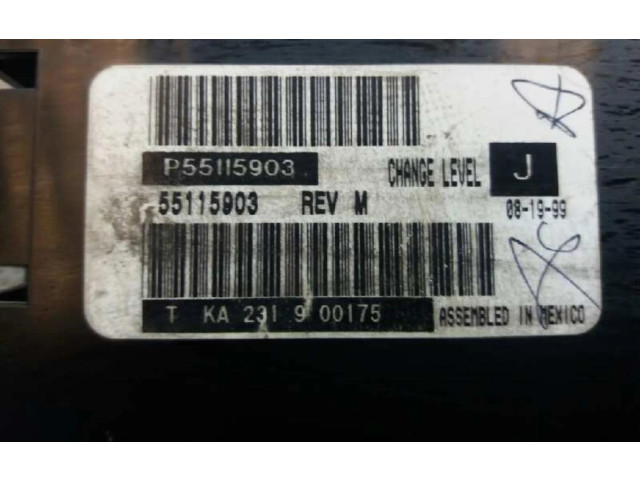 P55115903
CHANGE LEVEL J
55115903 REV M 08-19-99
T KA 231 9 00175 ASSEMBLED IN MEXICO